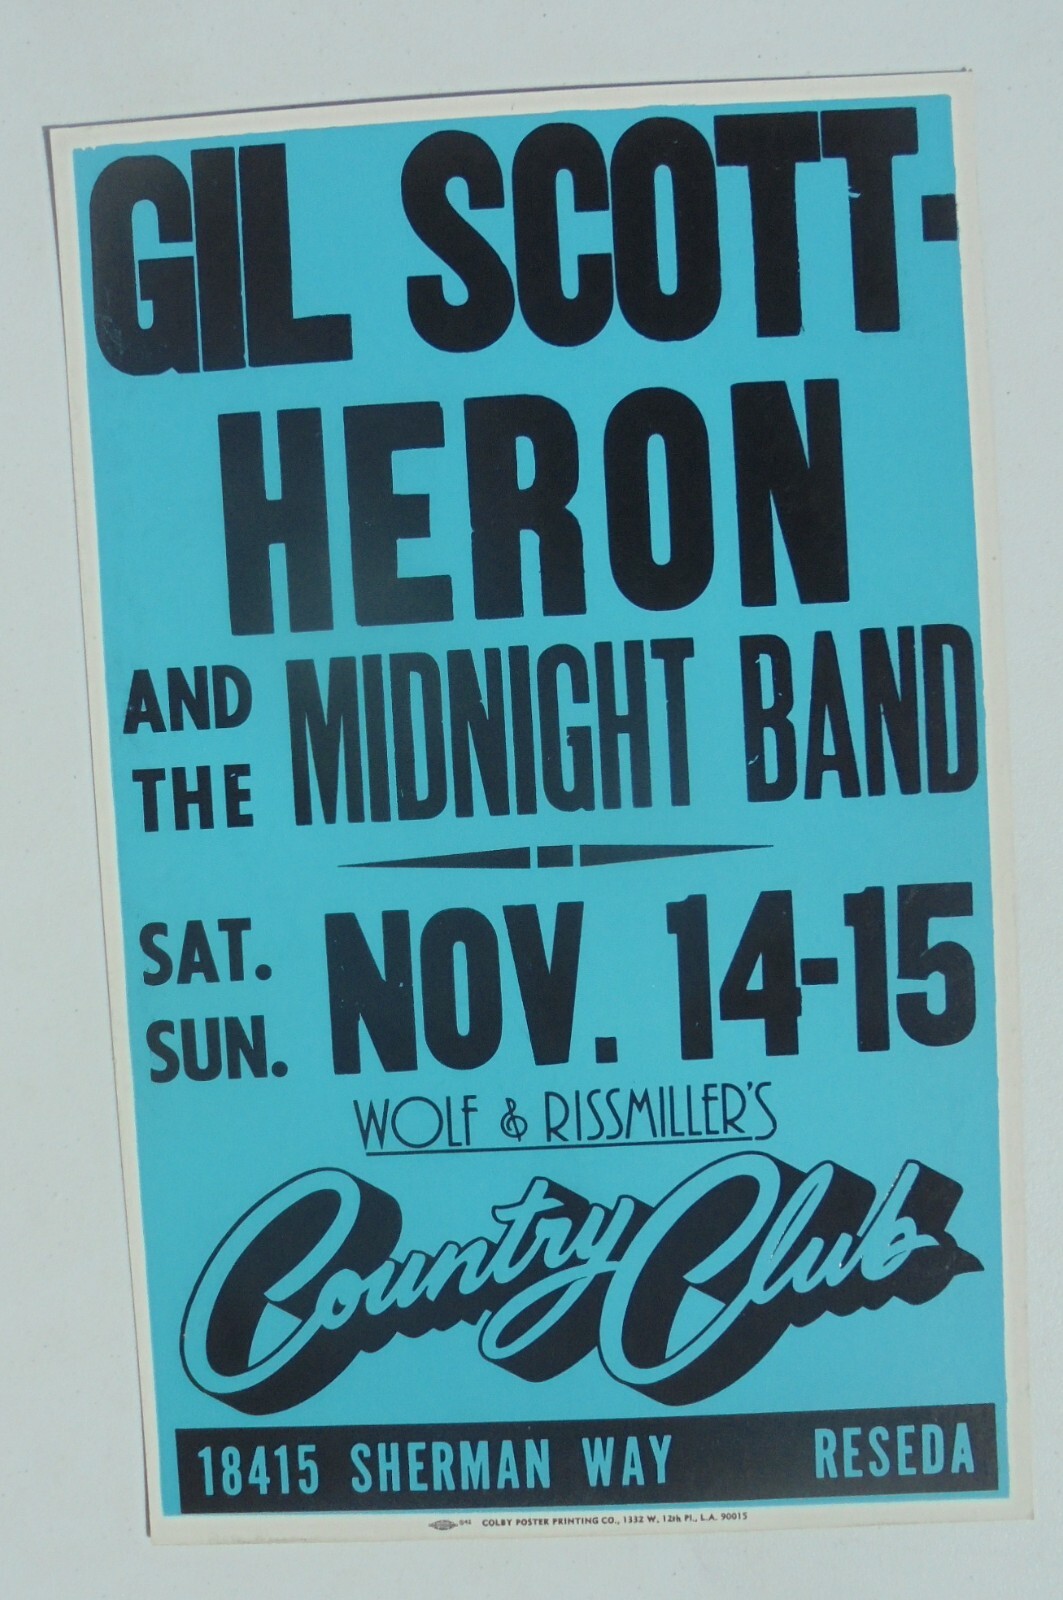 GIL SCOTT-
HERON
AND THE MIDNIGHT BAND
SAT. SUN. NOV. 14-15
WOLF & RISSMILLER'S
Country Club
18415 SHERMAN WAY RESEDA
COLBY POSTER PRINTING CO., 1332 W. 12th Pl., L.A. 90015